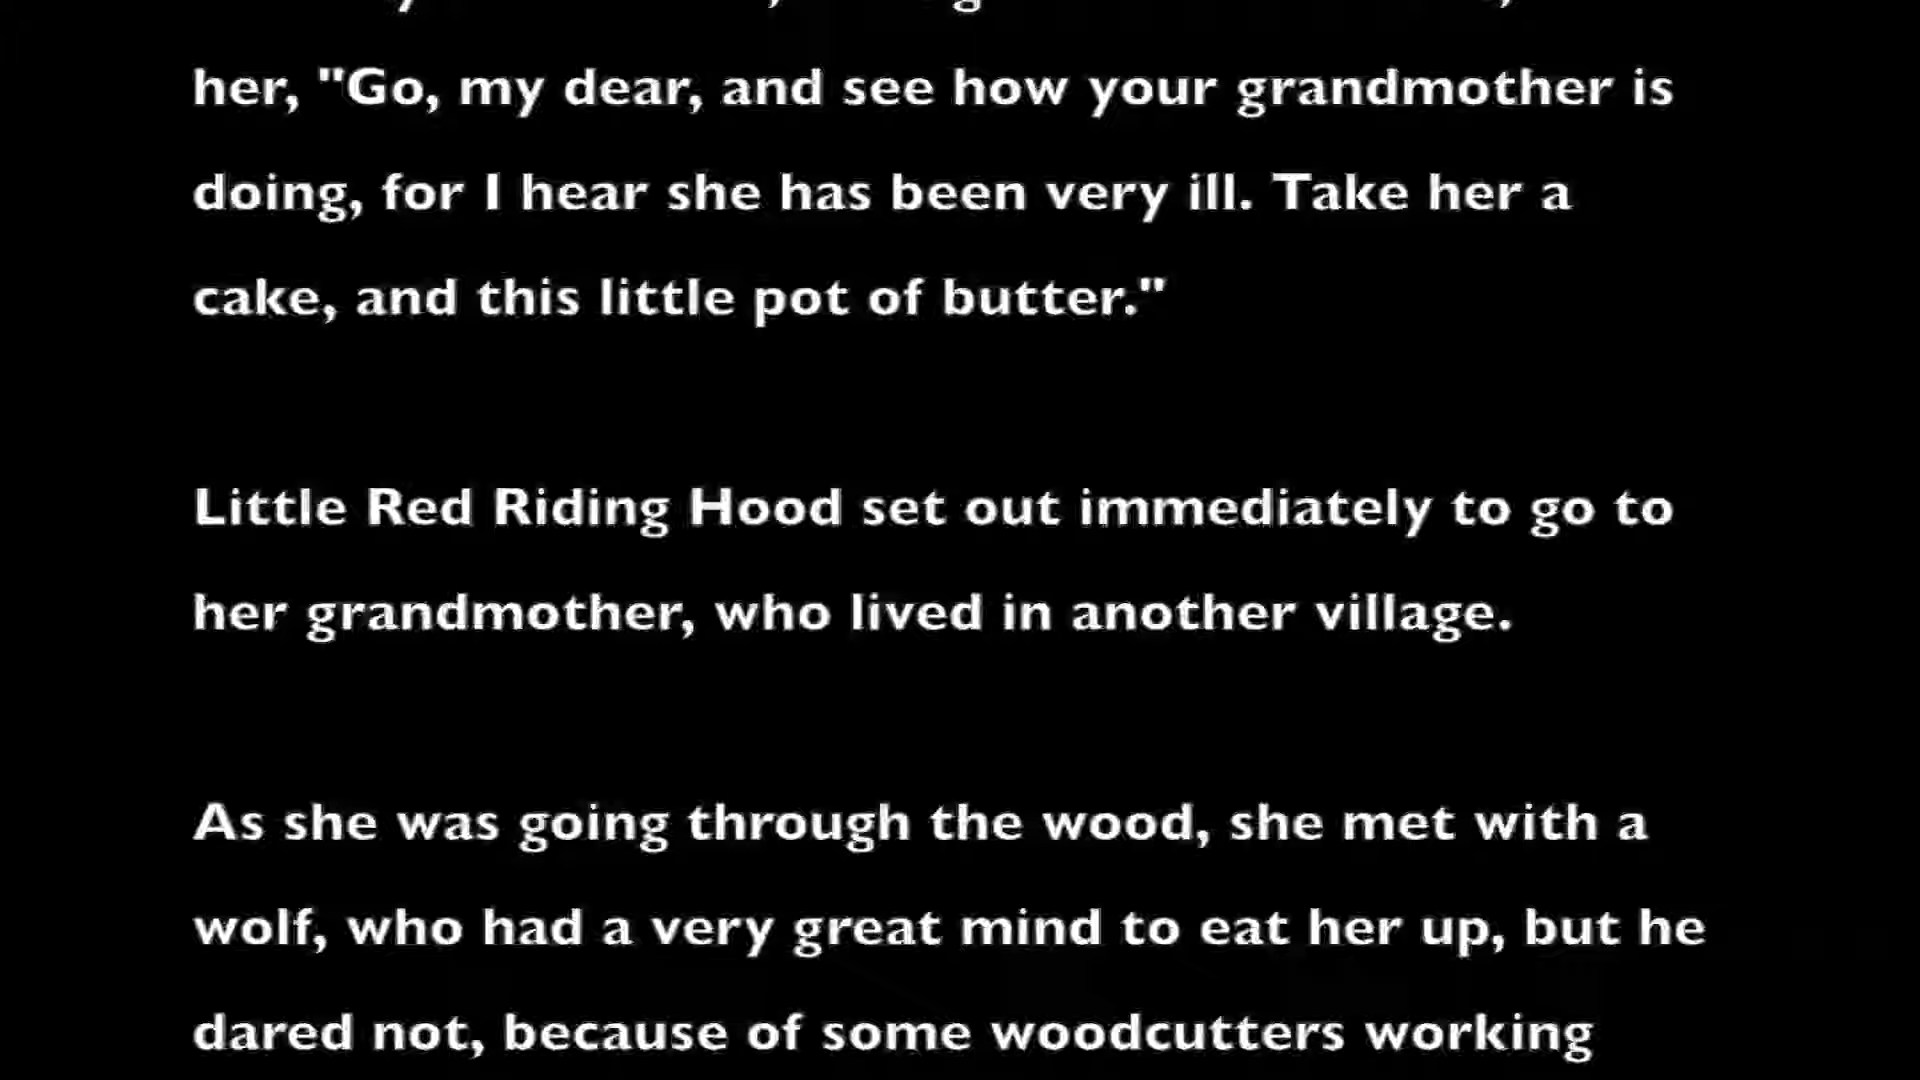 her, "Go, my dear, and see how your grandmother is
doing, for I hear she has been very ill. Take her a
cake, and this little pot of butter."
Little Red Riding Hood set out immediately to go to
her grandmother, who lived in another village.
As she was going through the wood, she met with a
wolf, who had a very great mind to eat her up, but he
dared not, because of some woodcutters working